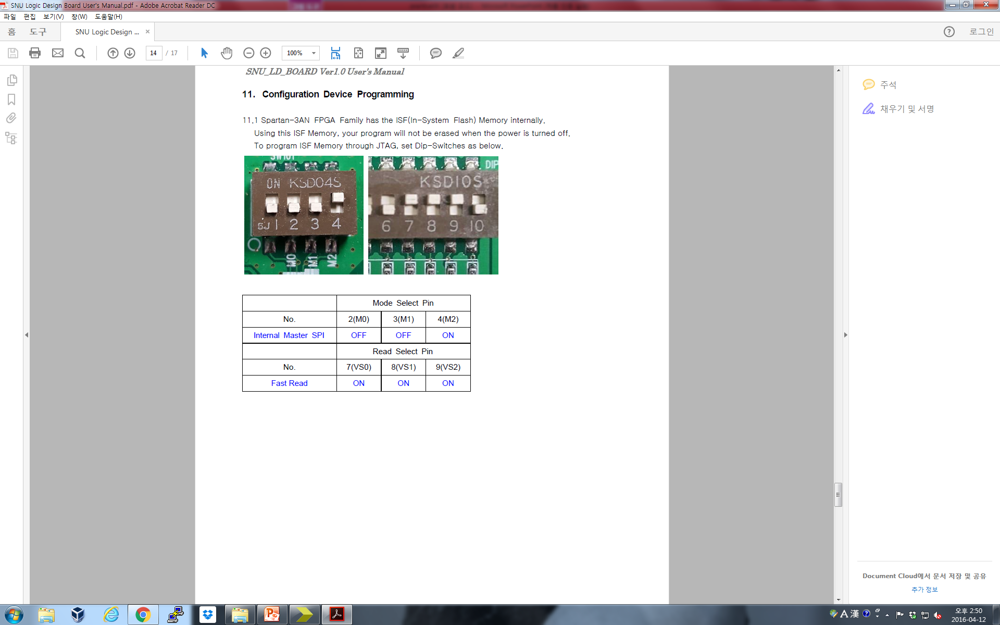 SNU Logic Design Board User's Manual.pdf - Adobe Acrobat Reader DC
파일 편집 보기(V) 창(W) 도움말(H)
홈 도구 SNU Logic Design ... 로그인
14 / 17 100%
SNU_LD_BOARD Ver1.0 User's Manual
11. Configuration Device Programming
11.1 Spartan-3AN FPGA Family has the ISF(In-System Flash) Memory internally.
Using this ISF Memory, your program will not be erased when the power is turned off.
To program ISF Memory through JTAG, set Dip-Switches as below.
SW101
ON KSD04S
5J 1 2 3 4
M0 M1 M2
DIP
KSD10S
6 7 8 9 10
Mode Select Pin
No. 2(M0) 3(M1) 4(M2)
Internal Master SPI OFF OFF ON
Read Select Pin
No. 7(VS0) 8(VS1) 9(VS2)
Fast Read ON ON ON
주석
채우기 및 서명
Document Cloud에서 문서 저장 및 공유
추가 정보
A 漢 오후 2:50
2016-04-12